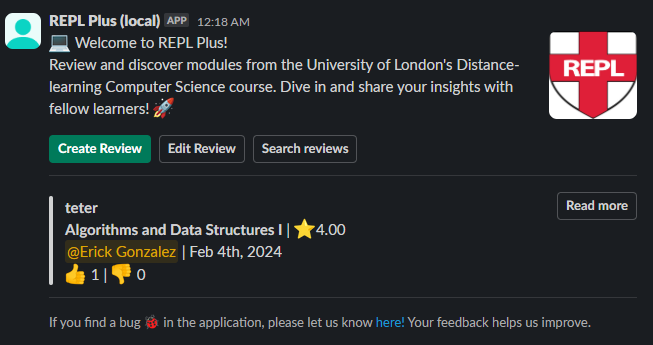 REPL Plus (local) APP 12:18 AM
💻 Welcome to REPL Plus!
Review and discover modules from the University of London's Distance-
learning Computer Science course. Dive in and share your insights with
fellow learners! 🚀
REPL
Create Review
Edit Review
Search reviews
teter
Read more
Algorithms and Data Structures I | ⭐4.00
@Erick Gonzalez | Feb 4th, 2024
👍 1 | 👎 0
If you find a bug 🐞 in the application, please let us know here! Your feedback helps us improve.